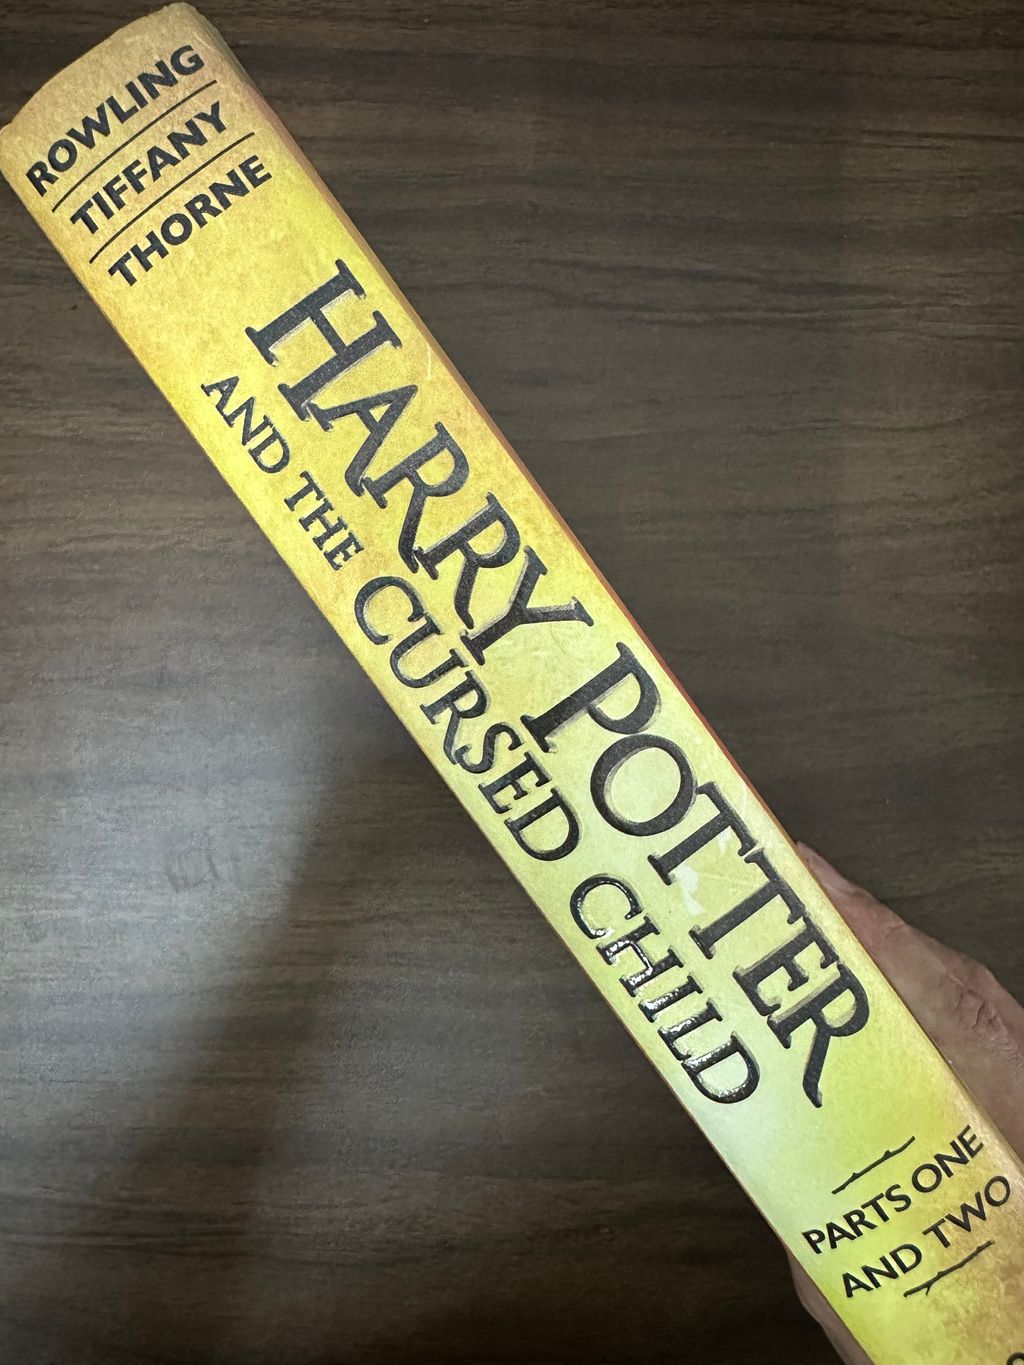 ROWLING
TIFFANY
THORNE
HARRY POTTER
AND THE CURSED CHILD
PARTS ONE
AND TWO